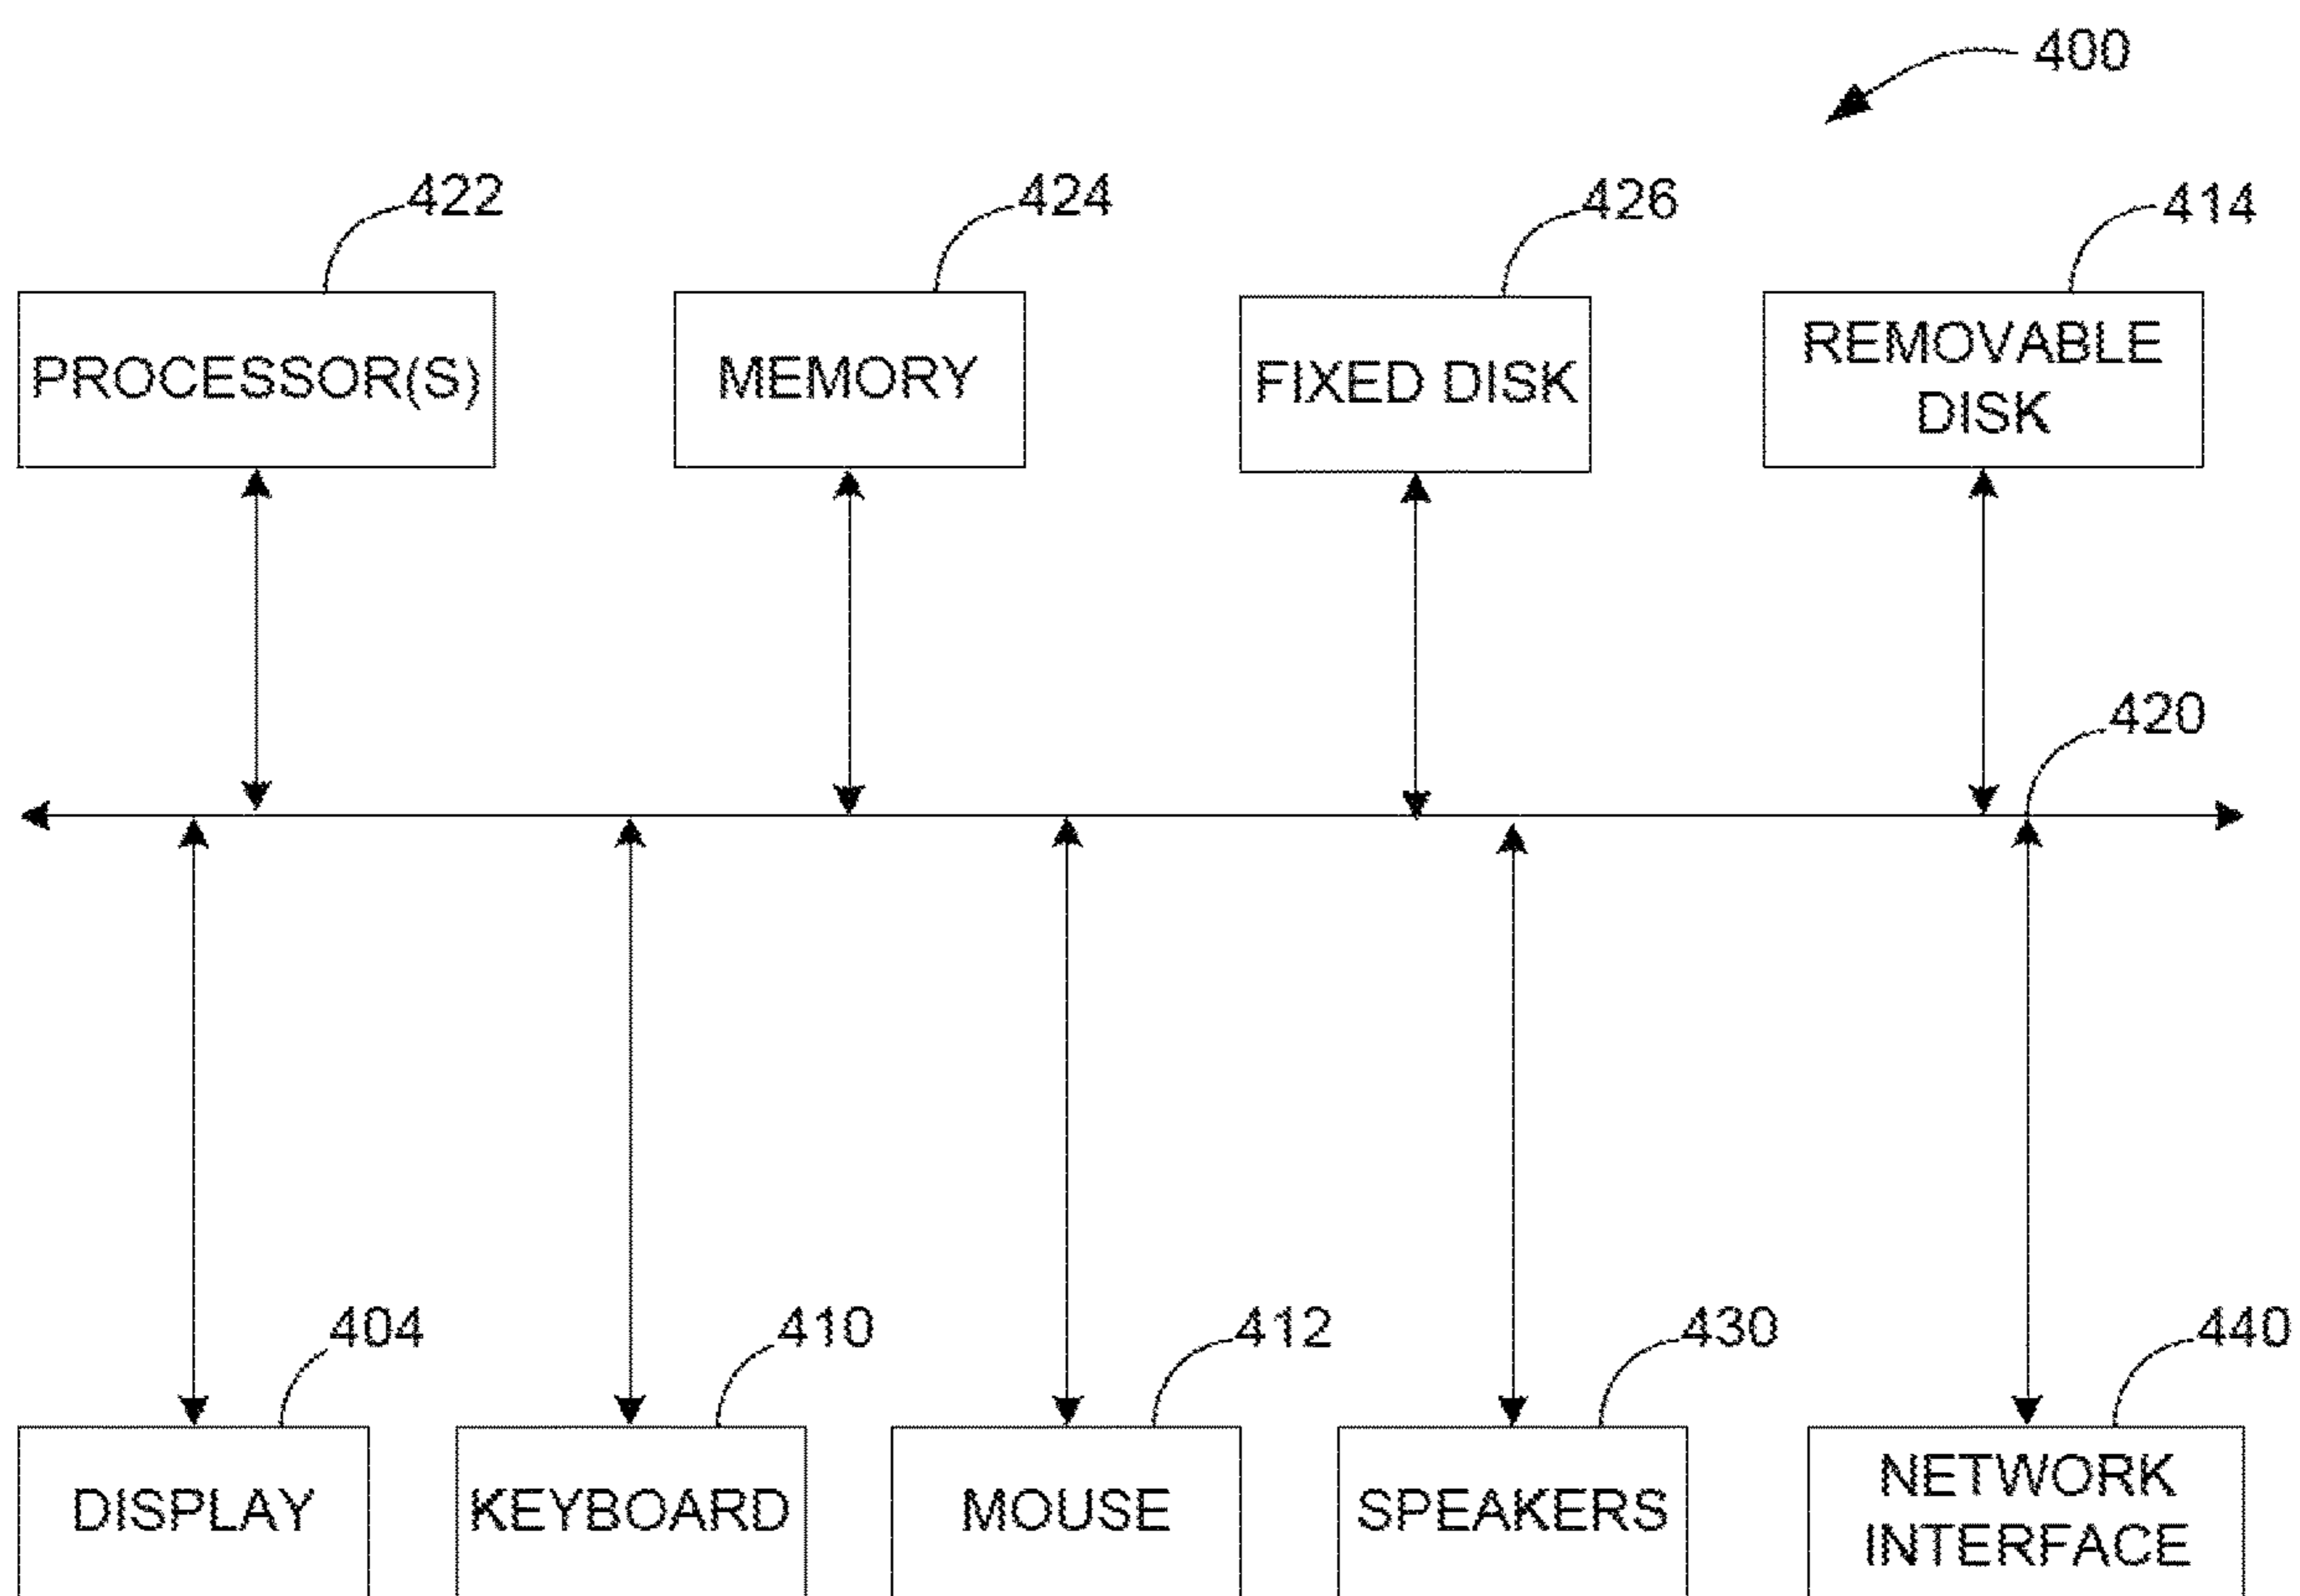 400
422
424
426
414
PROCESSOR(S)
MEMORY
FIXED DISK
REMOVABLE
DISK
420
404
410
412
430
440
DISPLAY
KEYBOARD
MOUSE
SPEAKERS
NETWORK
INTERFACE